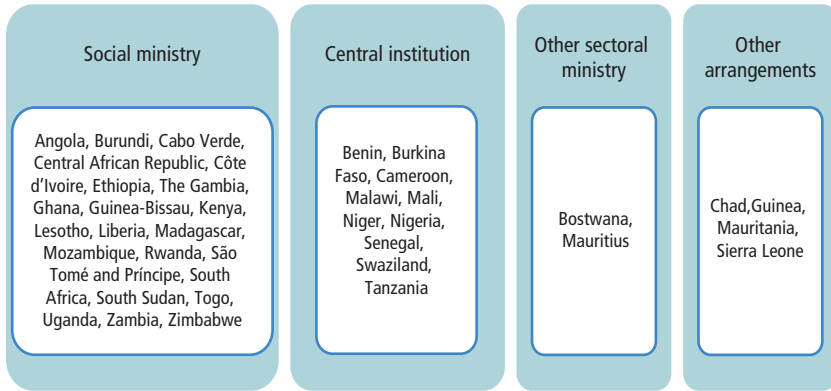 Social ministry
Angola, Burundi, Cabo Verde,
Central African Republic, Côte
d’Ivoire, Ethiopia, The Gambia,
Ghana, Guinea-Bissau, Kenya,
Lesotho, Liberia, Madagascar,
Mozambique, Rwanda, São
Tomé and Príncipe, South
Africa, South Sudan, Togo,
Uganda, Zambia, Zimbabwe
Central institution
Benin, Burkina
Faso, Cameroon,
Malawi, Mali,
Niger, Nigeria,
Senegal,
Swaziland,
Tanzania
Other sectoral
ministry
Bostwana,
Mauritius
Other
arrangements
Chad,Guinea,
Mauritania,
Sierra Leone